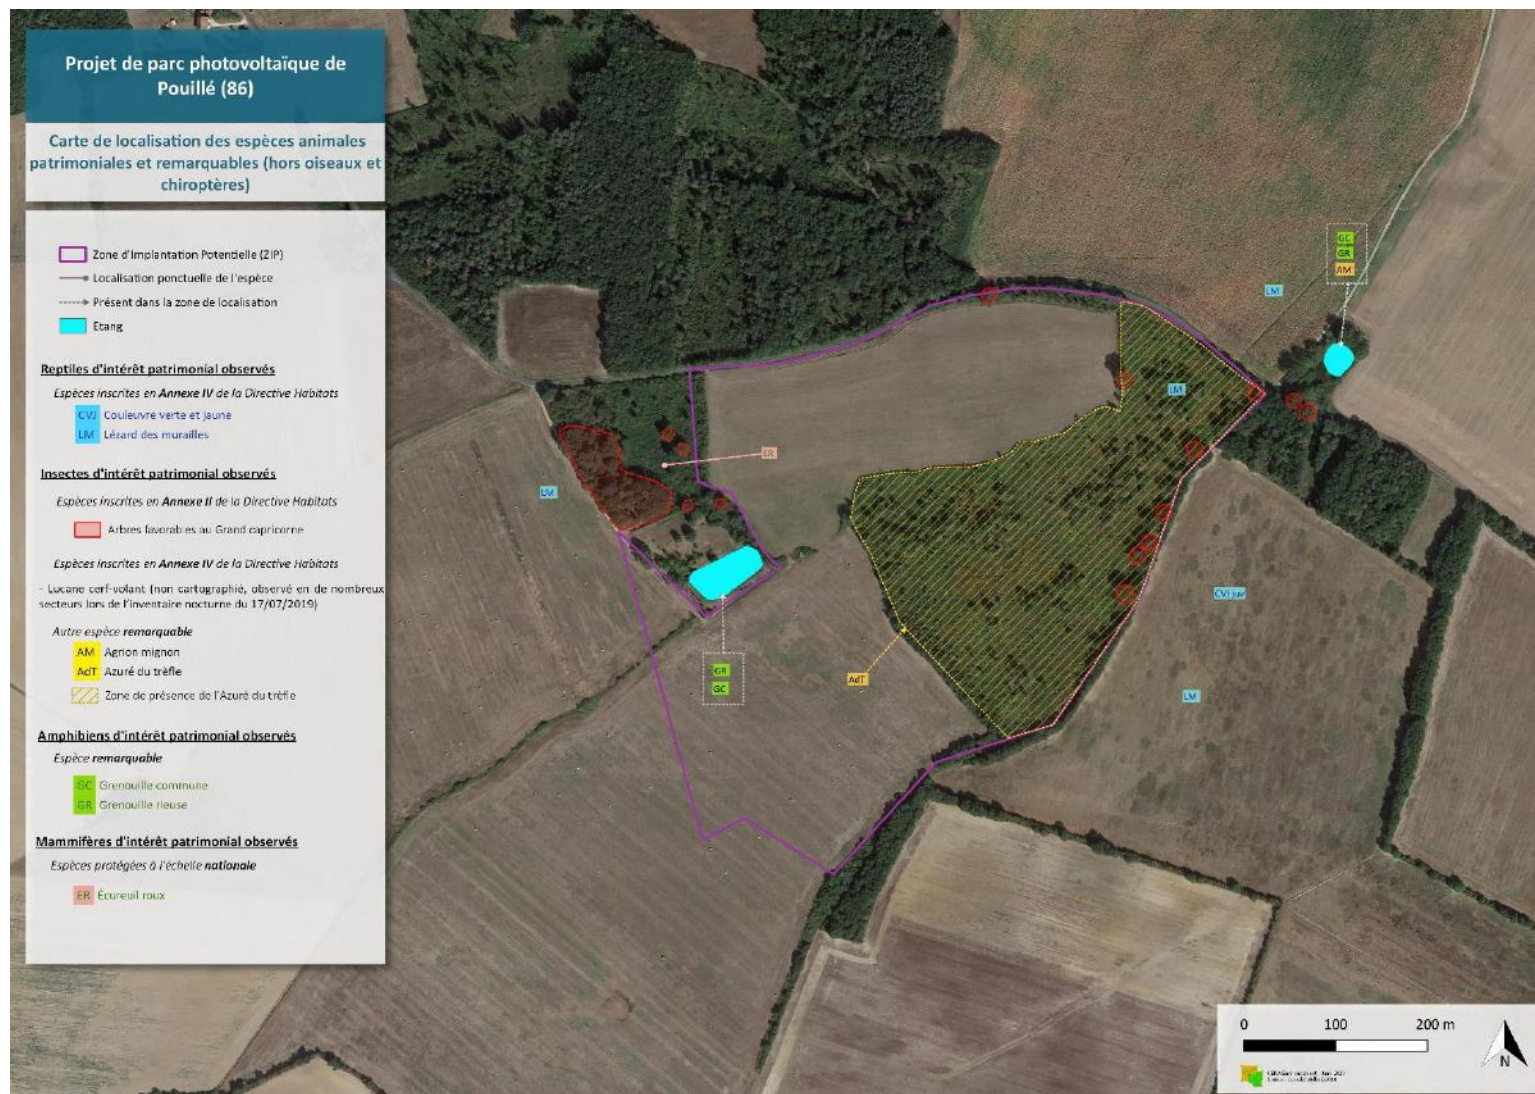 Projet de parc photovoltaïque de
Pouillé (86)
Carte de localisation des espèces animales
patrimoniales et remarquables (hors oiseaux et
chiroptères)
Zone d'Implantation Potentielle (ZIP)
Localisation ponctuelle de l'espèce
Présent dans la zone de localisation
Etang
Reptiles d'intérêt patrimonial observés
Espèces inscrites en Annexe IV de la Directive Habitats
CVJ Couleuvre verte et jaune
LM Lézard des murailles
Insectes d'intérêt patrimonial observés
Espèces inscrites en Annexe II de la Directive Habitats
Arbres favorables au Grand capricorne
Espèces inscrites en Annexe IV de la Directive Habitats
- Lucane cerf-volant (non cartographié, observé en de nombreux
secteurs lors de l'inventaire nocturne du 17/07/2019)
Autre espèce remarquable
AM Agrion mignon
AdT Azuré du trèfle
Zone de présence de l'Azuré du trèfle
Amphibiens d'intérêt patrimonial observés
Espèce remarquable
GC Grenouille commune
GR Grenouille rieuse
Mammifères d'intérêt patrimonial observés
Espèces protégées à l'échelle nationale
ER Écureuil roux
GC
GR
AM
LM
LM
ER
LM
CVJ juv
GR
GC
AdT
LM
0 100 200 m
N